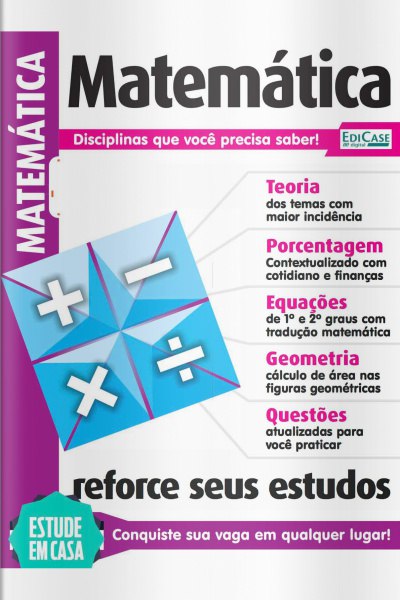 MATEMÁTICA
Matemática
Disciplinas que você precisa saber!
EDICASE
digital
Teoria
dos temas com
maior incidência
Porcentagem
Contextualizado com
cotidiano e finanças
Equações
de 1º e 2º graus com
tradução matemática
Geometria
cálculo de área nas
figuras geométricas
Questões
atualizadas para
você praticar
+ −
× ÷
reforce seus estudos
ESTUDE
EM CASA
Conquiste sua vaga em qualquer lugar!